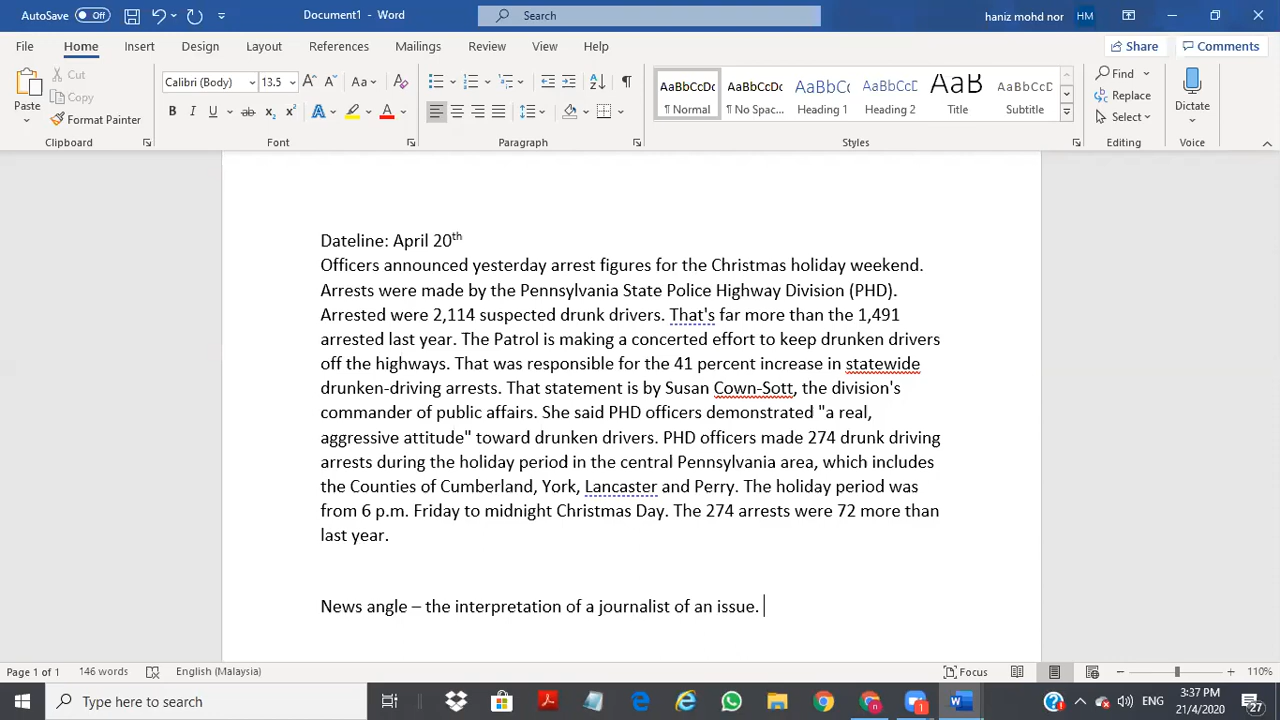 AutoSave Off Document1 - Word Search haniz mohd nor HM
File Home Insert Design Layout References Mailings Review View Help Share Comments
Paste Cut Copy Format Painter
Calibri (Body) 13.5
AaBbCcDc ¶ Normal
AaBbCcDc ¶ No Spac...
AaBbCc Heading 1
AaBbCcD Heading 2
AaB Title
AaBbCcD Subtitle
Find Replace Select
Dictate
Clipboard Font Paragraph Styles Editing Voice
Dateline: April 20th
Officers announced yesterday arrest figures for the Christmas holiday weekend.
Arrests were made by the Pennsylvania State Police Highway Division (PHD).
Arrested were 2,114 suspected drunk drivers. That's far more than the 1,491
arrested last year. The Patrol is making a concerted effort to keep drunken drivers
off the highways. That was responsible for the 41 percent increase in statewide
drunken-driving arrests. That statement is by Susan Cown-Sott, the division's
commander of public affairs. She said PHD officers demonstrated "a real,
aggressive attitude" toward drunken drivers. PHD officers made 274 drunk driving
arrests during the holiday period in the central Pennsylvania area, which includes
the Counties of Cumberland, York, Lancaster and Perry. The holiday period was
from 6 p.m. Friday to midnight Christmas Day. The 274 arrests were 72 more than
last year.
News angle – the interpretation of a journalist of an issue.
Page 1 of 1 146 words English (Malaysia) Focus 110%
Type here to search ENG 3:37 PM 21/4/2020 27